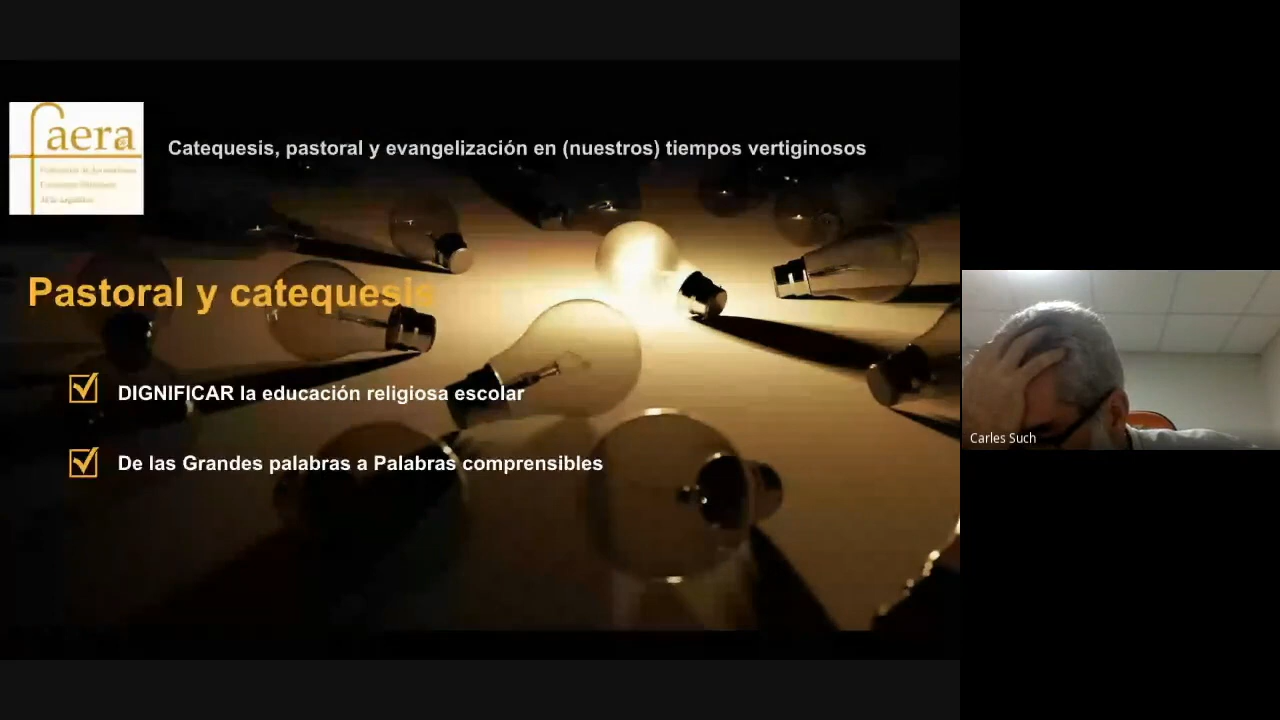 faera
Catequesis, pastoral y evangelización en (nuestros) tiempos vertiginosos
Pastoral y catequesis
DIGNIFICAR la educación religiosa escolar
De las Grandes palabras a Palabras comprensibles
Carles Such